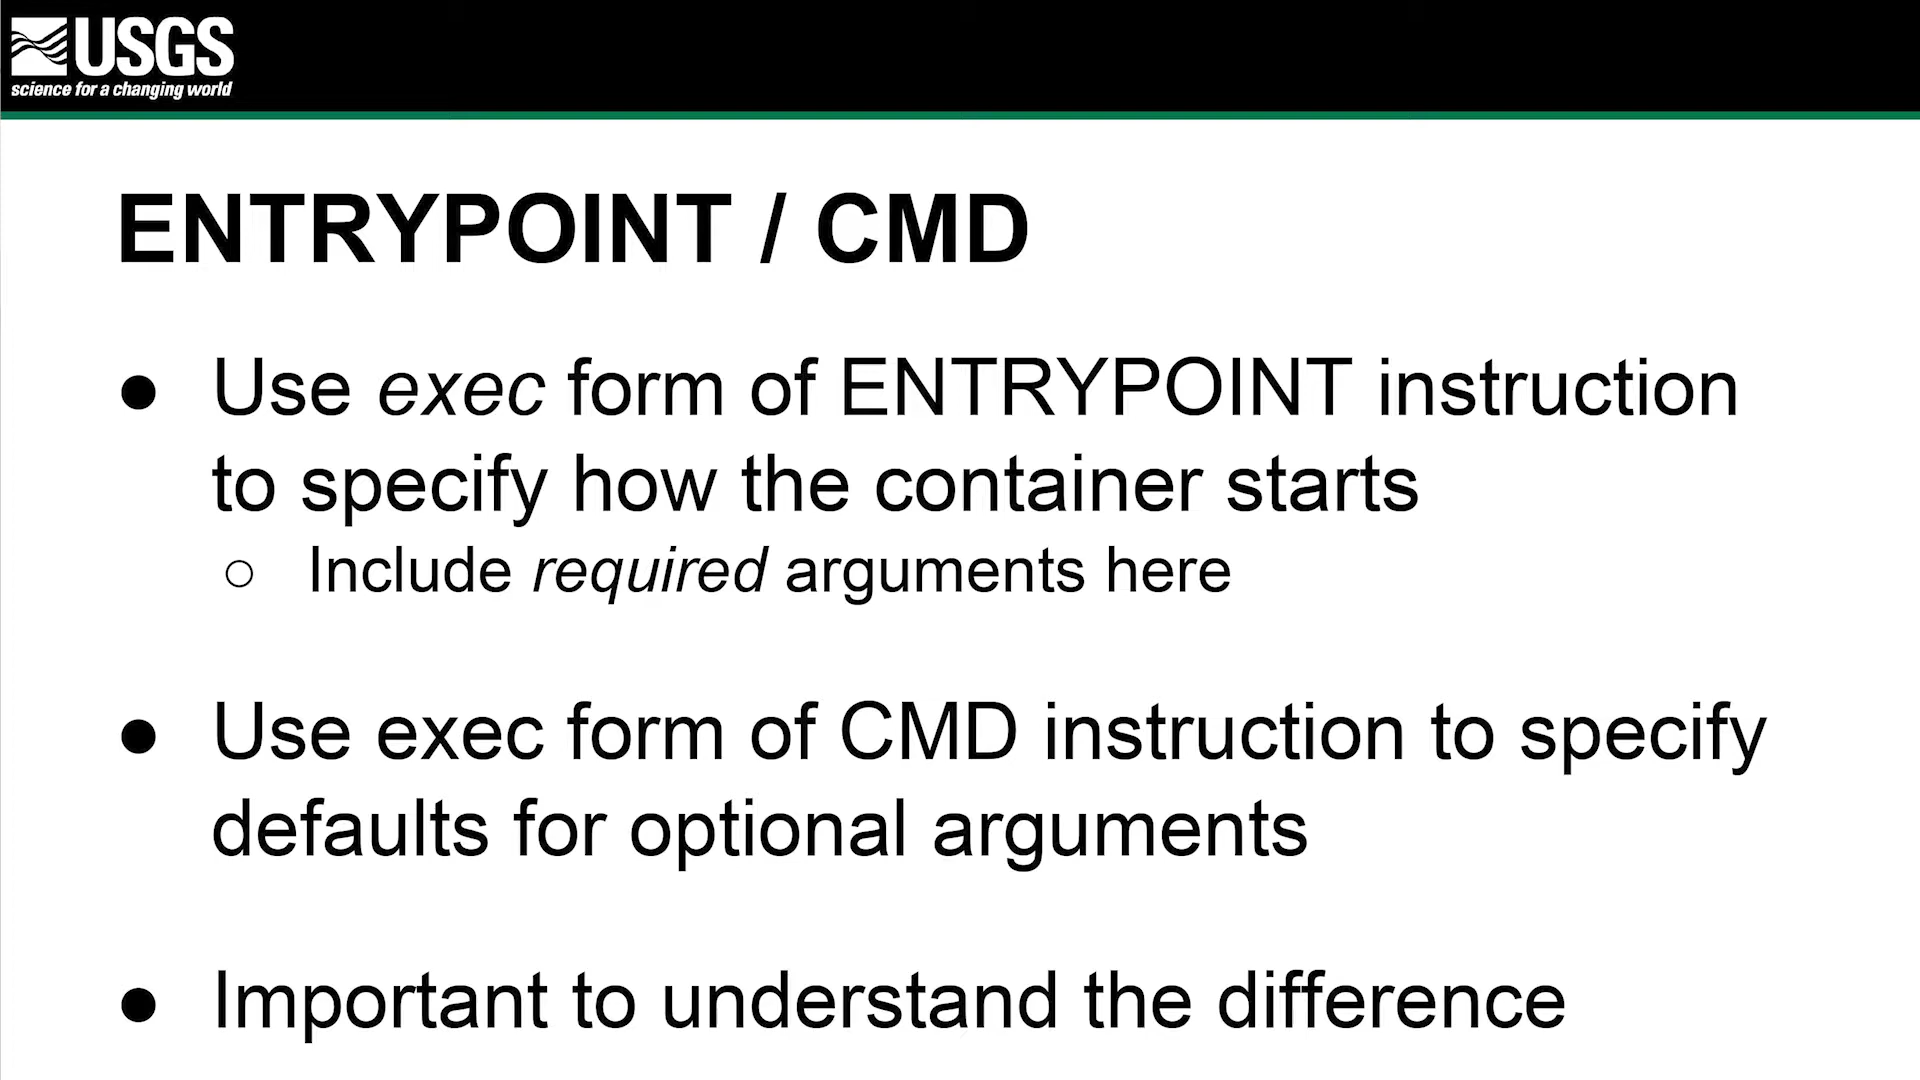 USGS
science for a changing world
ENTRYPOINT / CMD
● Use exec form of ENTRYPOINT instruction
to specify how the container starts
○ Include required arguments here
● Use exec form of CMD instruction to specify
defaults for optional arguments
● Important to understand the difference